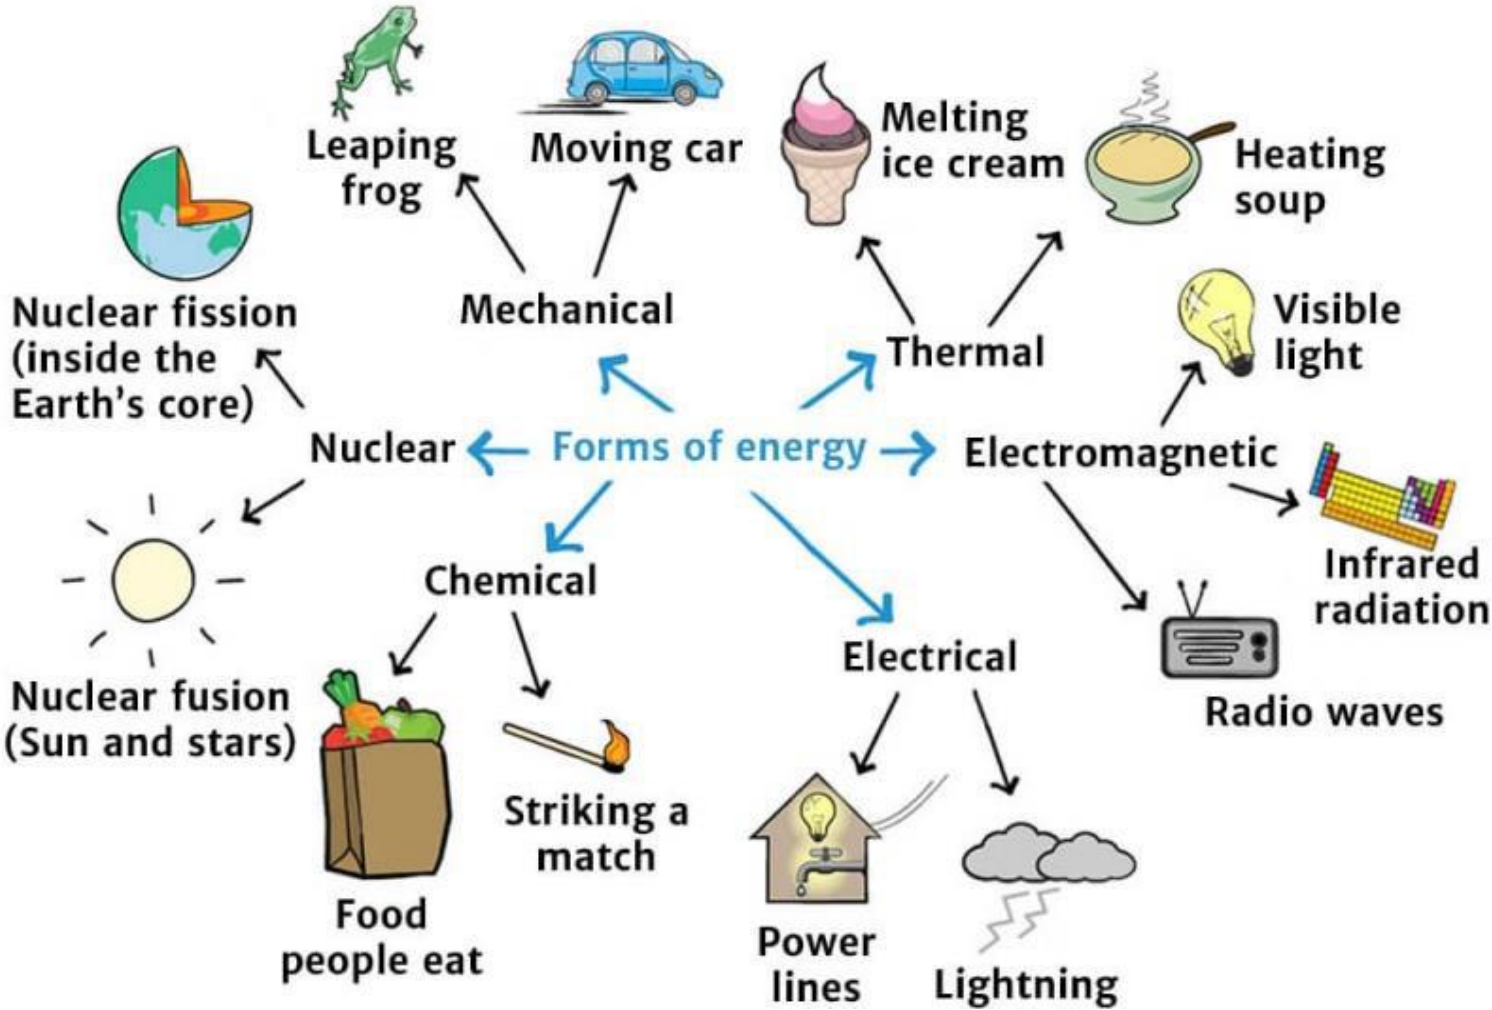 Leaping
frog
Moving car
Melting
ice cream
Heating
soup
Nuclear fission
(inside the
Earth's core)
Mechanical
Thermal
Visible
light
Nuclear
Forms of energy
Electromagnetic
Infrared
radiation
Chemical
Electrical
Radio waves
Nuclear fusion
(Sun and stars)
Striking a
match
Food
people eat
Power
lines
Lightning